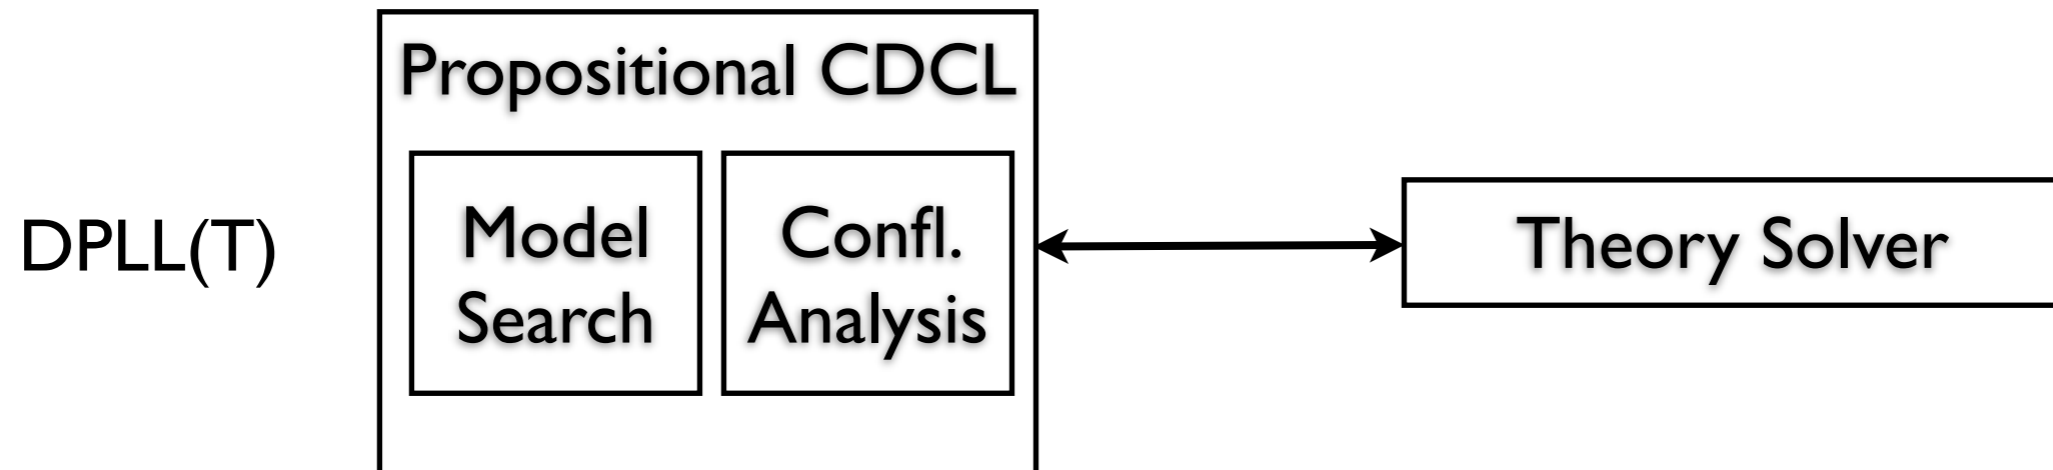 DPLL(T)
Propositional CDCL
Model
Search
Confl.
Analysis
Theory Solver